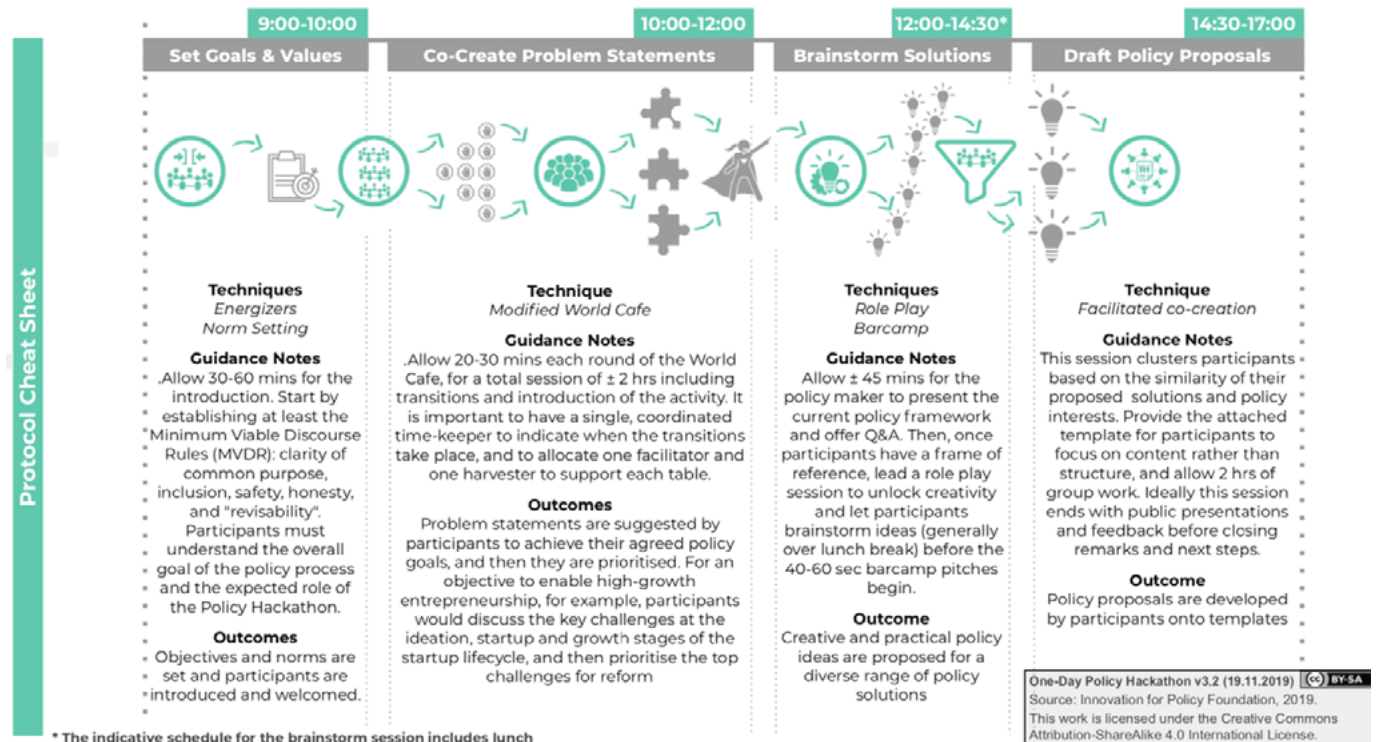 Protocol Cheat Sheet
9:00-10:00
Set Goals & Values
Techniques
Energizers
Norm Setting
Guidance Notes
.Allow 30-60 mins for the
introduction. Start by
establishing at least the
Minimum Viable Discourse
Rules (MVDR): clarity of
common purpose,
inclusion, safety, honesty,
and "revisability".
Participants must
understand the overall
goal of the policy process
and the expected role of
the Policy Hackathon.
Outcomes
Objectives and norms are
set and participants are
introduced and welcomed.
10:00-12:00
Co-Create Problem Statements
Technique
Modified World Cafe
Guidance Notes
.Allow 20-30 mins each round of the World
Cafe, for a total session of ± 2 hrs including
transitions and introduction of the activity. It
is important to have a single, coordinated
time-keeper to indicate when the transitions
take place, and to allocate one facilitator and
one harvester to support each table.
Outcomes
Problem statements are suggested by
participants to achieve their agreed policy
goals, and then they are prioritised. For an
objective to enable high-growth
entrepreneurship, for example, participants
would discuss the key challenges at the
ideation, startup and growth stages of the
startup lifecycle, and then prioritise the top
challenges for reform
12:00-14:30*
Brainstorm Solutions
Techniques
Role Play
Barcamp
Guidance Notes
Allow ± 45 mins for the
policy maker to present the
current policy framework
and offer Q&A. Then, once
participants have a frame of
reference, lead a role play
session to unlock creativity
and let participants
brainstorm ideas (generally
over lunch break) before the
40-60 sec barcamp pitches
begin.
Outcome
Creative and practical policy
ideas are proposed for a
diverse range of policy
solutions
14:30-17:00
Draft Policy Proposals
Technique
Facilitated co-creation
Guidance Notes
This session clusters participants
based on the similarity of their
proposed solutions and policy
interests. Provide the attached
template for participants to
focus on content rather than
structure, and allow 2 hrs of
group work. Ideally this session
ends with public presentations
and feedback before closing
remarks and next steps.
Outcome
Policy proposals are developed
by participants onto templates
One-Day Policy Hackathon v3.2 (19.11.2019) cc BY-SA
Source: Innovation for Policy Foundation, 2019.
This work is licensed under the Creative Commons
Attribution-ShareAlike 4.0 International License.
* The indicative schedule for the brainstorm session includes lunch